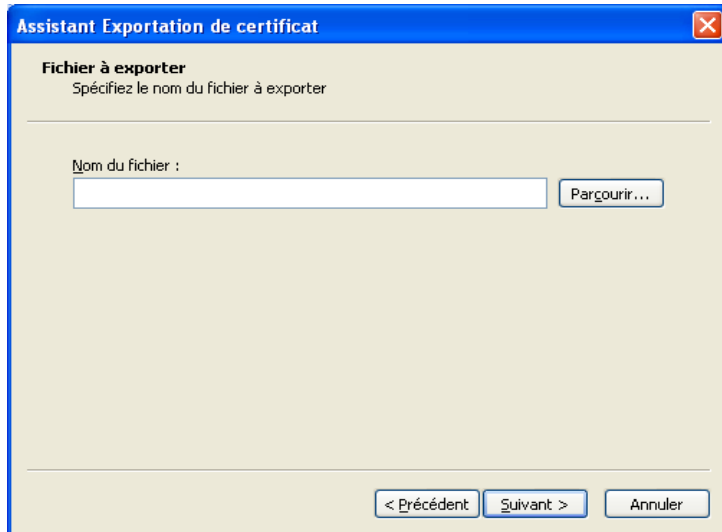 Assistant Exportation de certificat
Fichier à exporter
Spécifiez le nom du fichier à exporter
Nom du fichier :
Parcourir...
< Précédent
Suivant >
Annuler